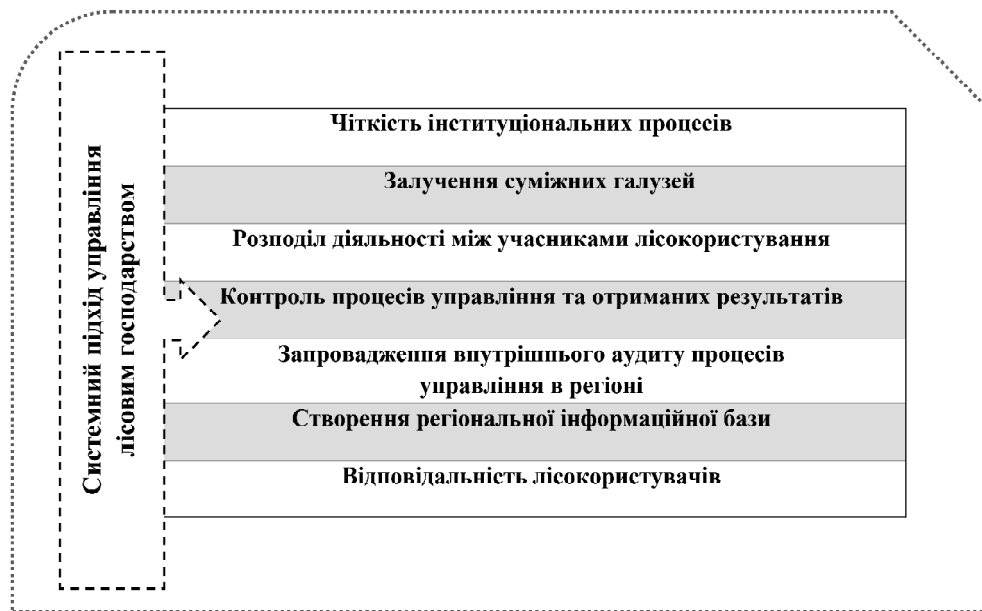 Системний підхід управління
лісовим господарством
Чіткість інституціональних процесів
Залучення суміжних галузей
Розподіл діяльності між учасниками лісокористування
Контроль процесів управління та отриманих результатів
Запровадження внутрішнього аудиту процесів
управління в регіоні
Створення регіональної інформаційної бази
Відповідальність лісокористувачів